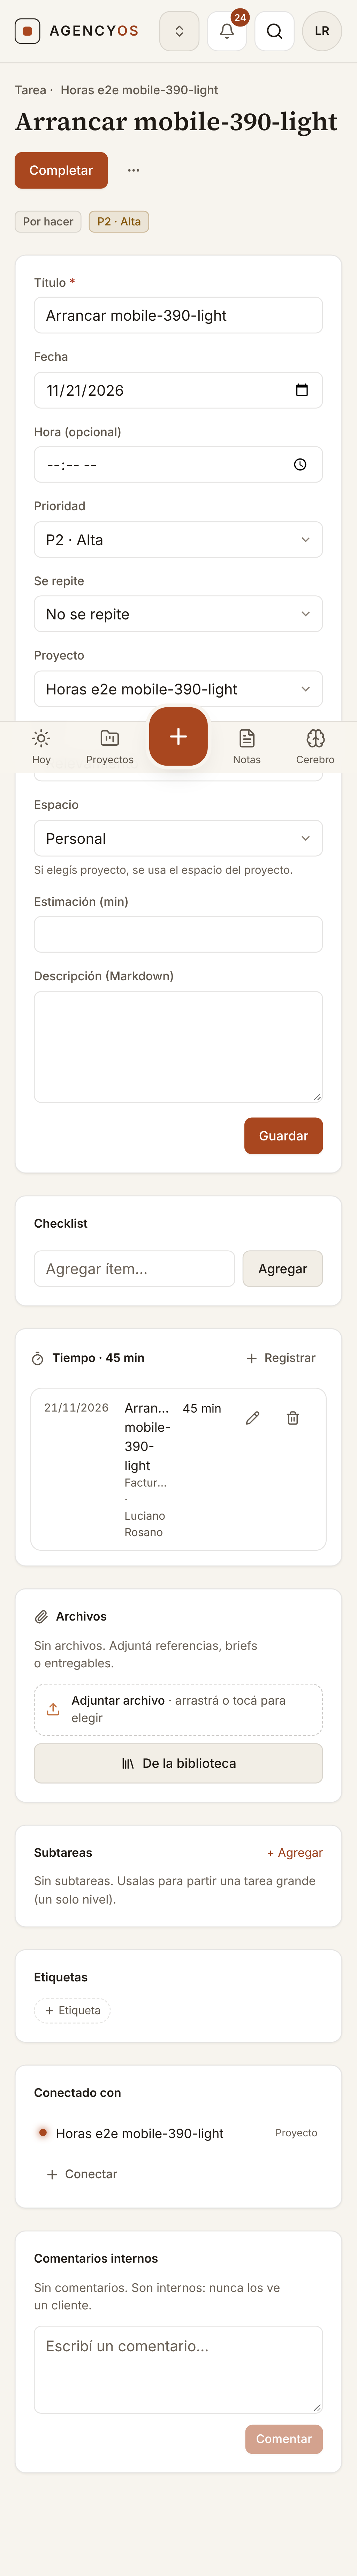 AGENCYOS
24
LR
Tarea · Horas e2e mobile-390-light
Arrancar mobile-390-light
Completar
Por hacer
P2 · Alta
Título *
Arrancar mobile-390-light
Fecha
11/21/2026
Hora (opcional)
--:-- --
Prioridad
P2 · Alta
Se repite
No se repite
Proyecto
Horas e2e mobile-390-light
Hoy
Proyectos
Notas
Cerebro
Espacio
Personal
Si elegís proyecto, se usa el espacio del proyecto.
Estimación (min)
Descripción (Markdown)
Guardar
Checklist
Agregar ítem...
Agregar
Tiempo · 45 min
Registrar
21/11/2026
Arran...
mobile-
390-
light
45 min
Factur...
·
Luciano
Rosano
Archivos
Sin archivos. Adjuntá referencias, briefs
o entregables.
Adjuntar archivo · arrastrá o tocá para
elegir
De la biblioteca
Subtareas
+ Agregar
Sin subtareas. Usalas para partir una tarea grande
(un solo nivel).
Etiquetas
+ Etiqueta
Conectado con
Horas e2e mobile-390-light
Proyecto
Conectar
Comentarios internos
Sin comentarios. Son internos: nunca los ve
un cliente.
Escribí un comentario...
Comentar